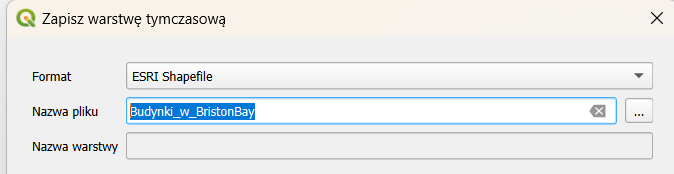 Zapisz warstwę tymczasową
Format ESRI Shapefile
Nazwa pliku Budynki_w_BristonBay ...
Nazwa warstwy